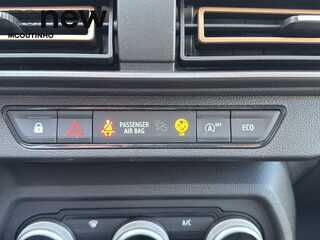 new
MCOUTINHO
PASSENGER
AIR BAG
OFF
ECO
A/C